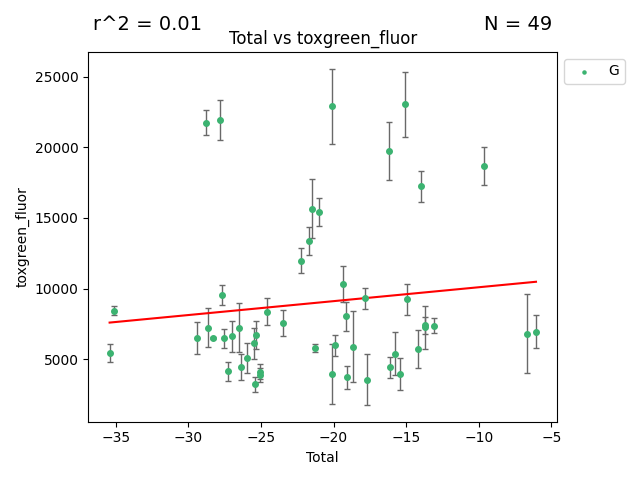 r^2 = 0.01
N = 49
Total vs toxgreen_fluor
G
25000
20000
15000
10000
5000
toxgreen_fluor
−35
−30
−25
−20
−15
−10
−5
Total